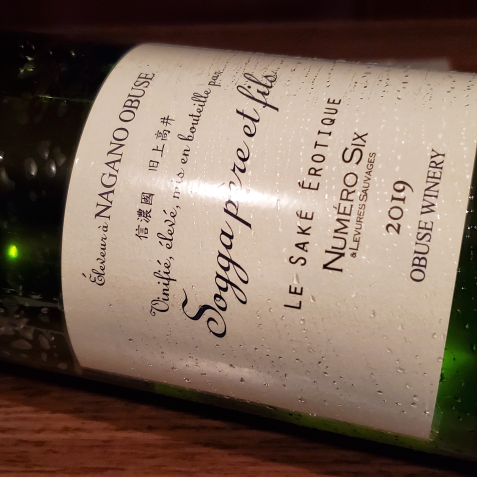 Éleveur à NAGANO OBUSE
信濃國 旧上高井
Vinifié, élevé, mis en bouteille par
Sogga père et fils
LE SAKÉ ÉROTIQUE
NUMÉRO SIX
& LEVURES SAUVAGES
2019
OBUSE WINERY